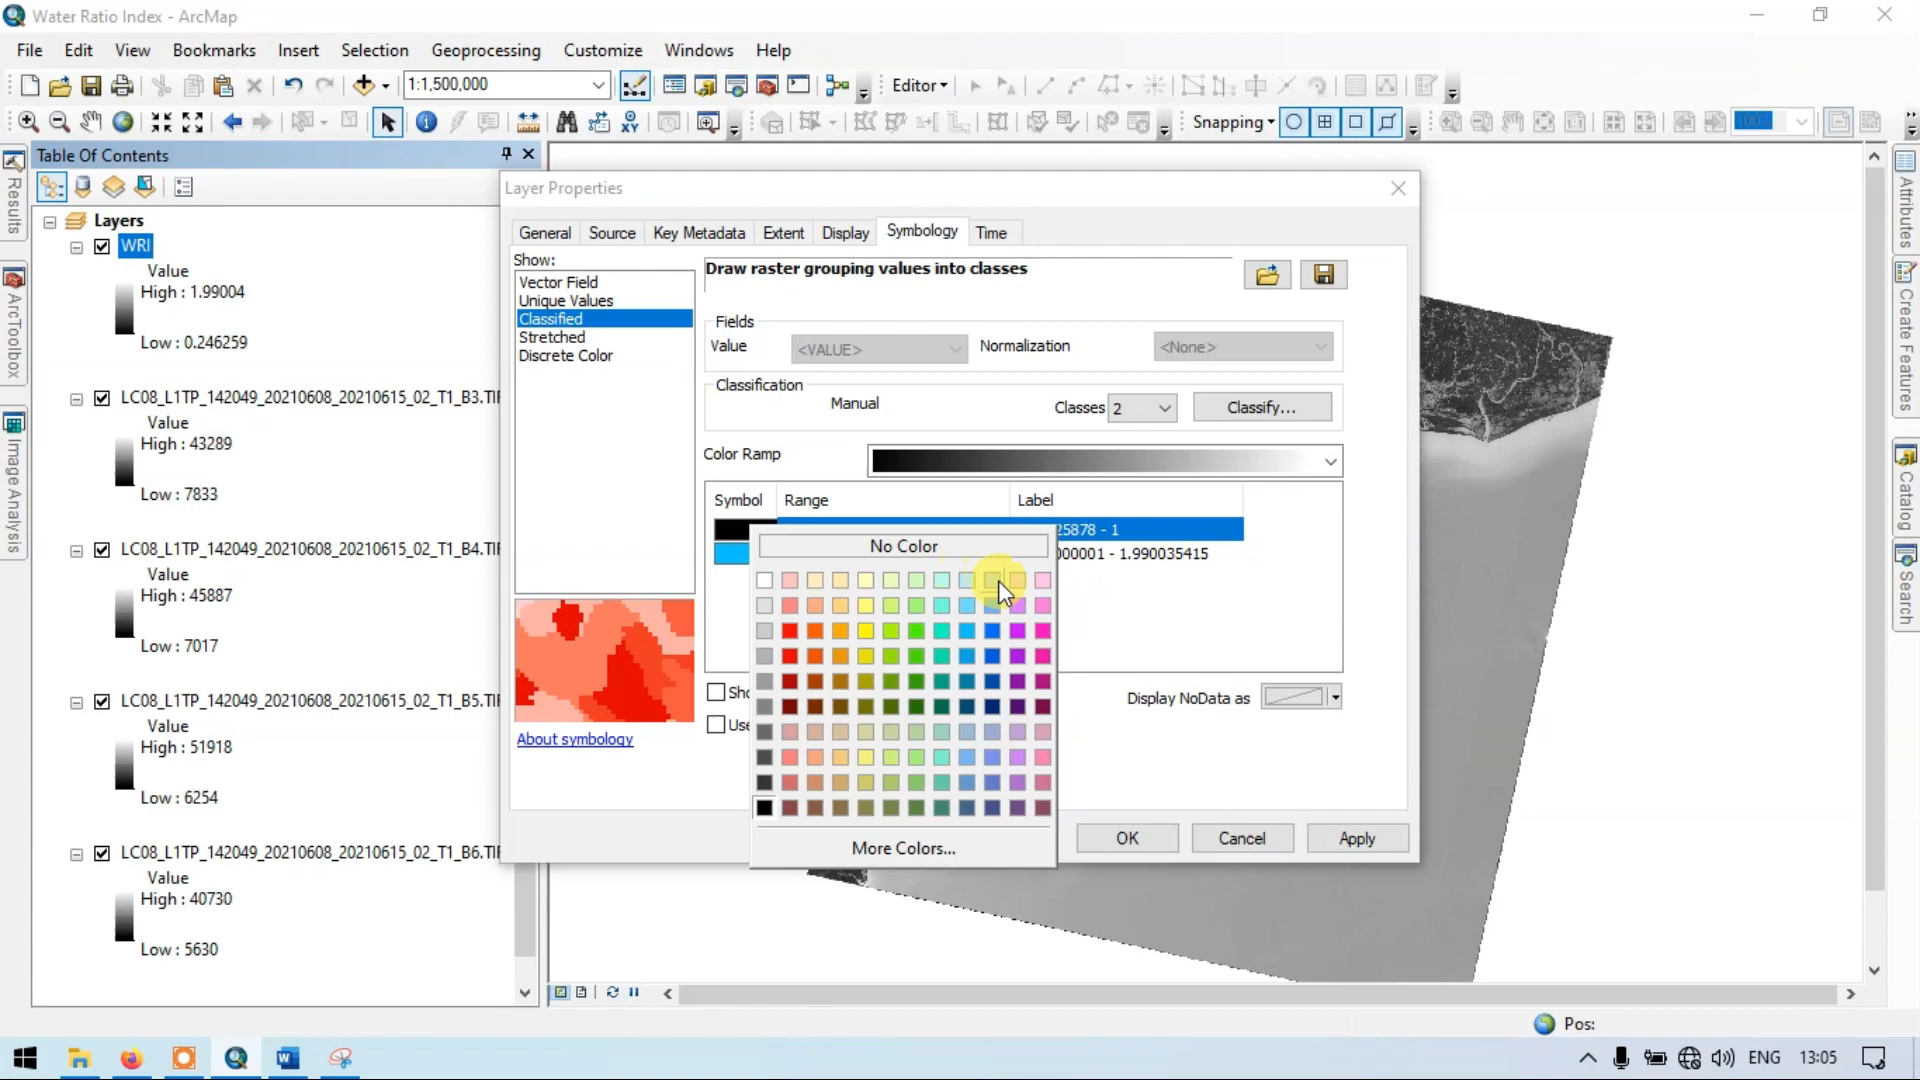 Water Ratio Index - ArcMap
File Edit View Bookmarks Insert Selection Geoprocessing Customize Windows Help
1:1,500,000
Editor
Snapping
Table Of Contents
Results
ArcToolbox
Image Analysis
Layers
WRI
Value
High : 1.99004
Low : 0.246259
LC08_L1TP_142049_20210608_20210615_02_T1_B3.TIF
Value
High : 43289
Low : 7833
LC08_L1TP_142049_20210608_20210615_02_T1_B4.TIF
Value
High : 45887
Low : 7017
LC08_L1TP_142049_20210608_20210615_02_T1_B5.TIF
Value
High : 51918
Low : 6254
LC08_L1TP_142049_20210608_20210615_02_T1_B6.TIF
Value
High : 40730
Low : 5630
Layer Properties
General Source Key Metadata Extent Display Symbology Time
Show:
Vector Field
Unique Values
Classified
Stretched
Discrete Color
About symbology
Draw raster grouping values into classes
Fields
Value <VALUE> Normalization <None>
Classification
Manual Classes 2 Classify...
Color Ramp
Symbol Range Label
25878 - 1
000001 - 1.990035415
No Color
More Colors...
Display NoData as
OK Cancel Apply
Attributes
Create Features
Catalog
Search
Pos:
ENG 13:05